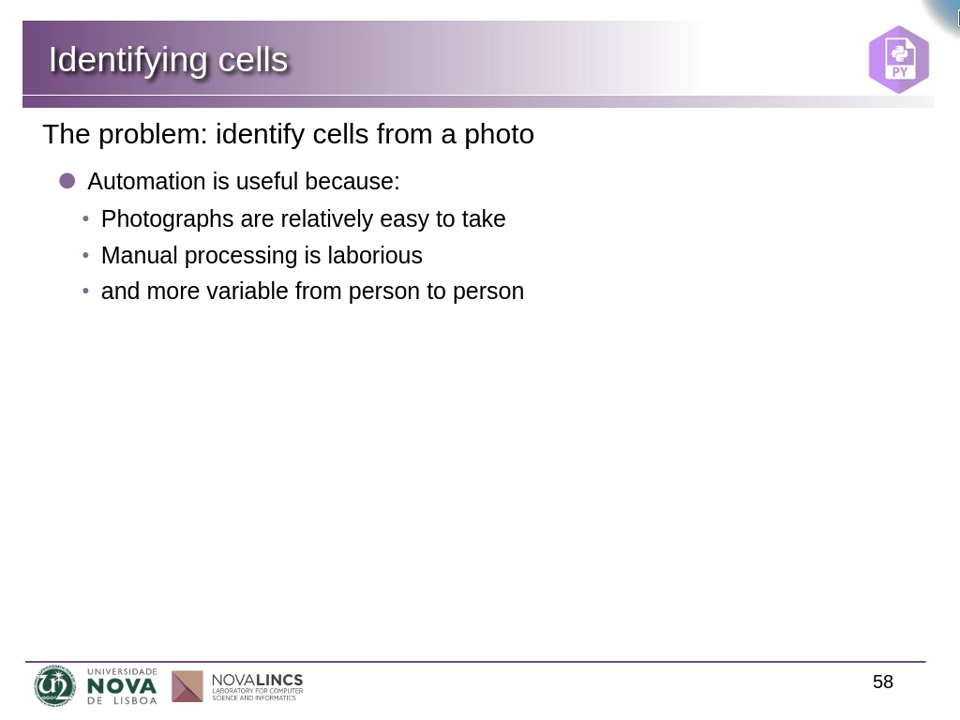 Identifying cells
PY
The problem: identify cells from a photo
Automation is useful because:
Photographs are relatively easy to take
Manual processing is laborious
and more variable from person to person
UNIVERSIDADE
NOVA
DE LISBOA
NOVALINCS
LABORATORY FOR COMPUTER
SCIENCE AND INFORMATICS
58